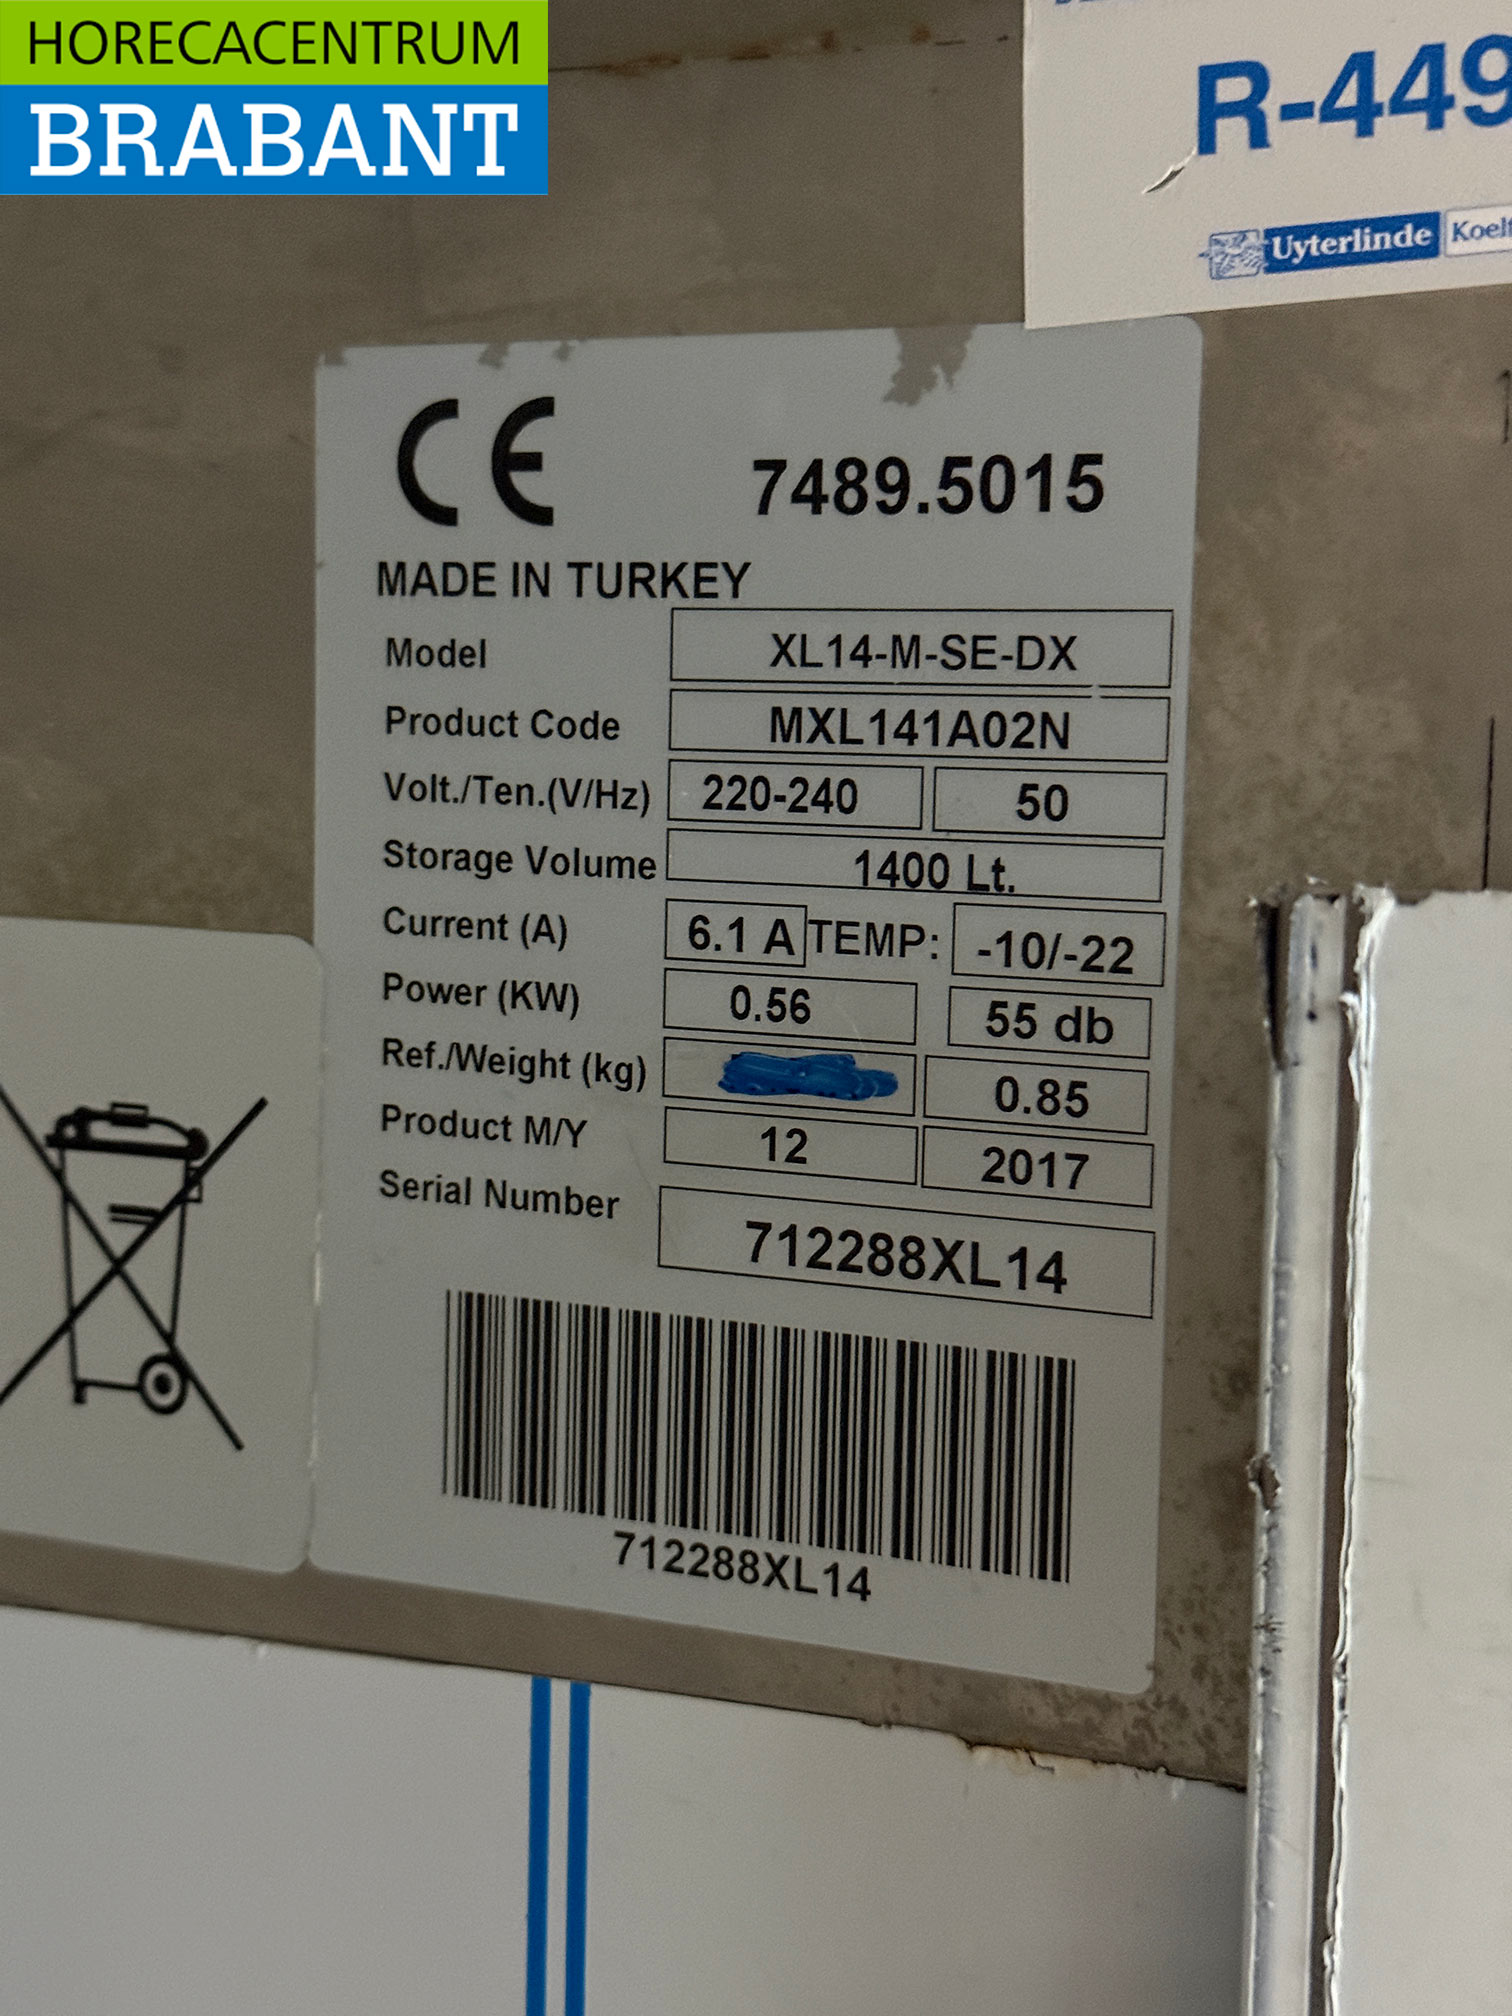 HORECACENTRUM
BRABANT
R-449
Uyterlinde
CE
7489.5015
MADE IN TURKEY
Model XL14-M-SE-DX
Product Code MXL141A02N
Volt./Ten.(V/Hz) 220-240 50
Storage Volume 1400 Lt.
Current (A) 6.1 A TEMP: -10/-22
Power (KW) 0.56 55 db
Ref./Weight (kg) 0.85
Product M/Y 12 2017
Serial Number 712288XL14
712288XL14